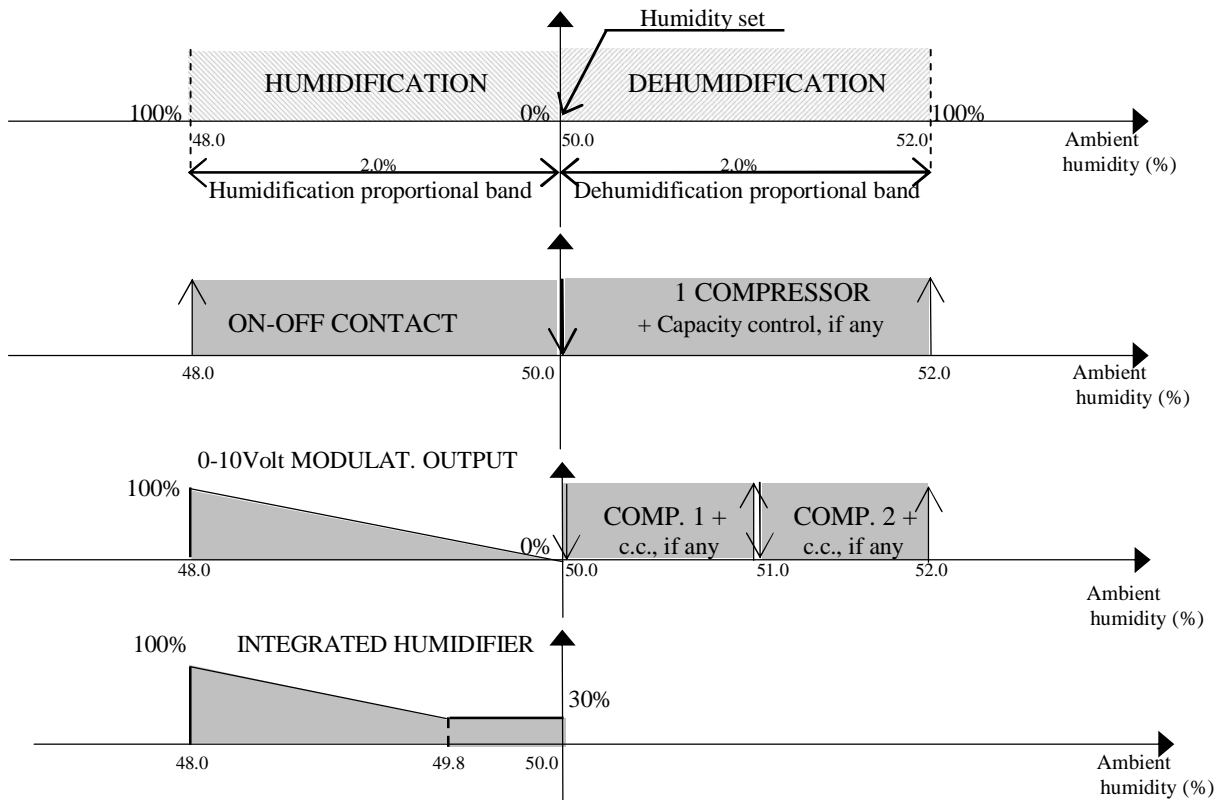 Humidity set
HUMIDIFICATION
DEHUMIDIFICATION
100%
0%
100%
48.0
50.0
52.0
Ambient
humidity (%)
2.0%
2.0%
Humidification proportional band
Dehumidification proportional band
1 COMPRESSOR
ON-OFF CONTACT
+ Capacity control, if any
48.0
50.0
52.0
Ambient
humidity (%)
0-10Volt MODULAT. OUTPUT
100%
COMP. 1 +
c.c., if any
COMP. 2 +
c.c., if any
0%
48.0
50.0
51.0
52.0
Ambient
humidity (%)
INTEGRATED HUMIDIFIER
100%
30%
48.0
49.8
50.0
Ambient
humidity (%)